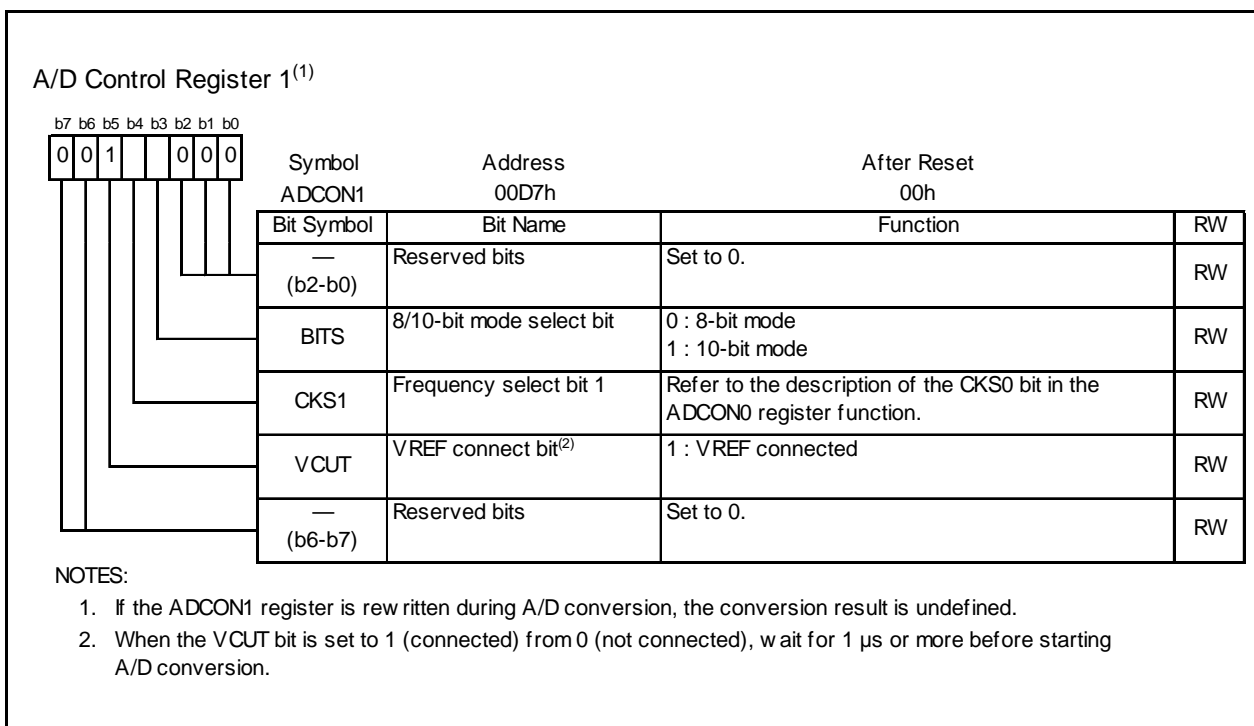 A/D Control Register 1(1)
b7 b6 b5 b4 b3 b2 b1 b0
0 0 1 0 0 0
Symbol Address After Reset
ADCON1 00D7h 00h
Bit Symbol Bit Name Function RW
— Reserved bits Set to 0. RW
(b2-b0)
BITS 8/10-bit mode select bit 0 : 8-bit mode RW
1 : 10-bit mode
CKS1 Frequency select bit 1 Refer to the description of the CKS0 bit in the RW
ADCON0 register function.
VCUT VREF connect bit(2) 1 : VREF connected RW
— Reserved bits Set to 0. RW
(b6-b7)
NOTES:
1. If the ADCON1 register is rewritten during A/D conversion, the conversion result is undefined.
2. When the VCUT bit is set to 1 (connected) from 0 (not connected), wait for 1 µs or more before starting
A/D conversion.